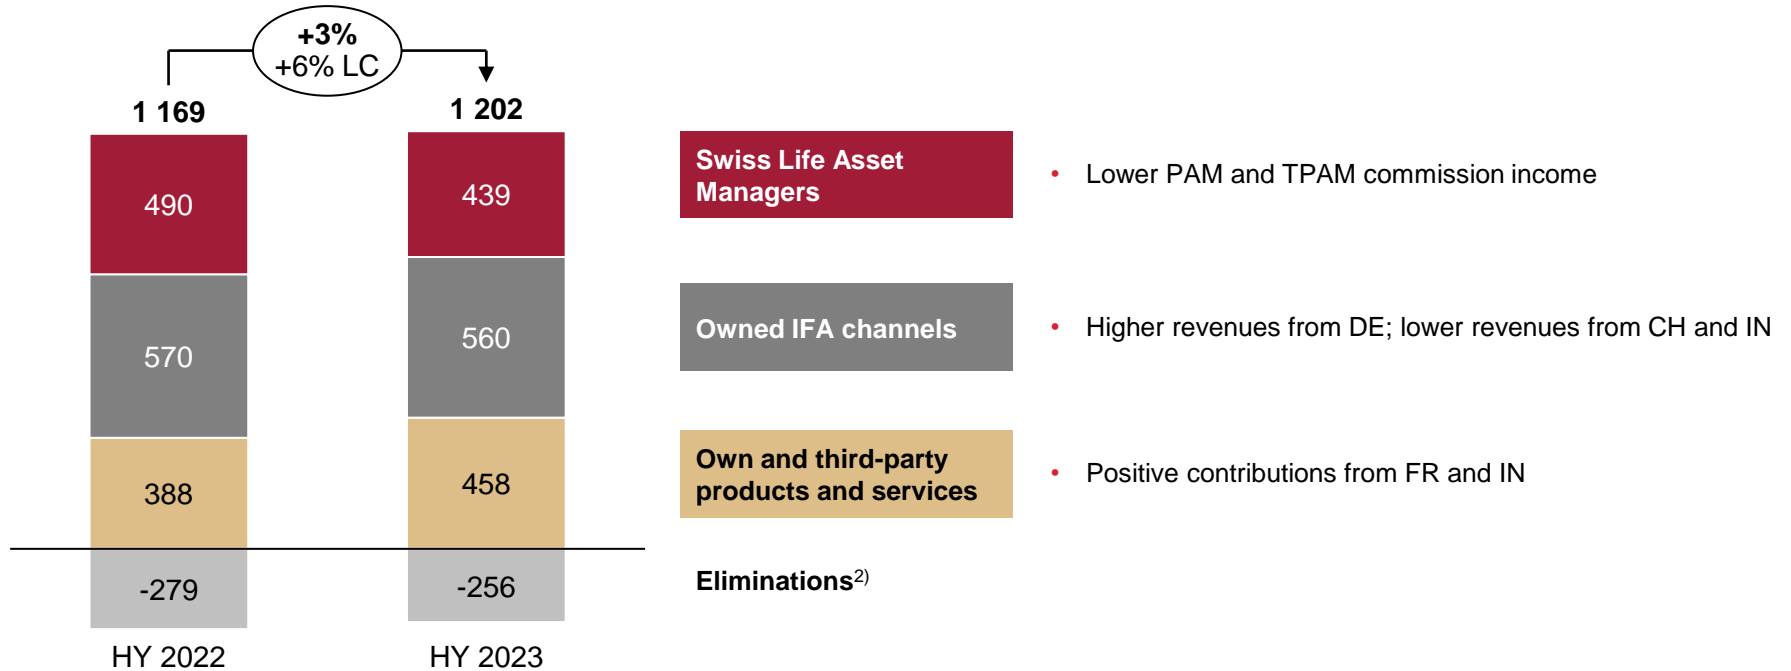 +3%
+6% LC
1 169
1 202
490
439
Swiss Life Asset
Managers
• Lower PAM and TPAM commission income
570
560
Owned IFA channels
• Higher revenues from DE; lower revenues from CH and IN
388
458
Own and third-party
products and services
• Positive contributions from FR and IN
-279
-256
Eliminations2)
HY 2022
HY 2023